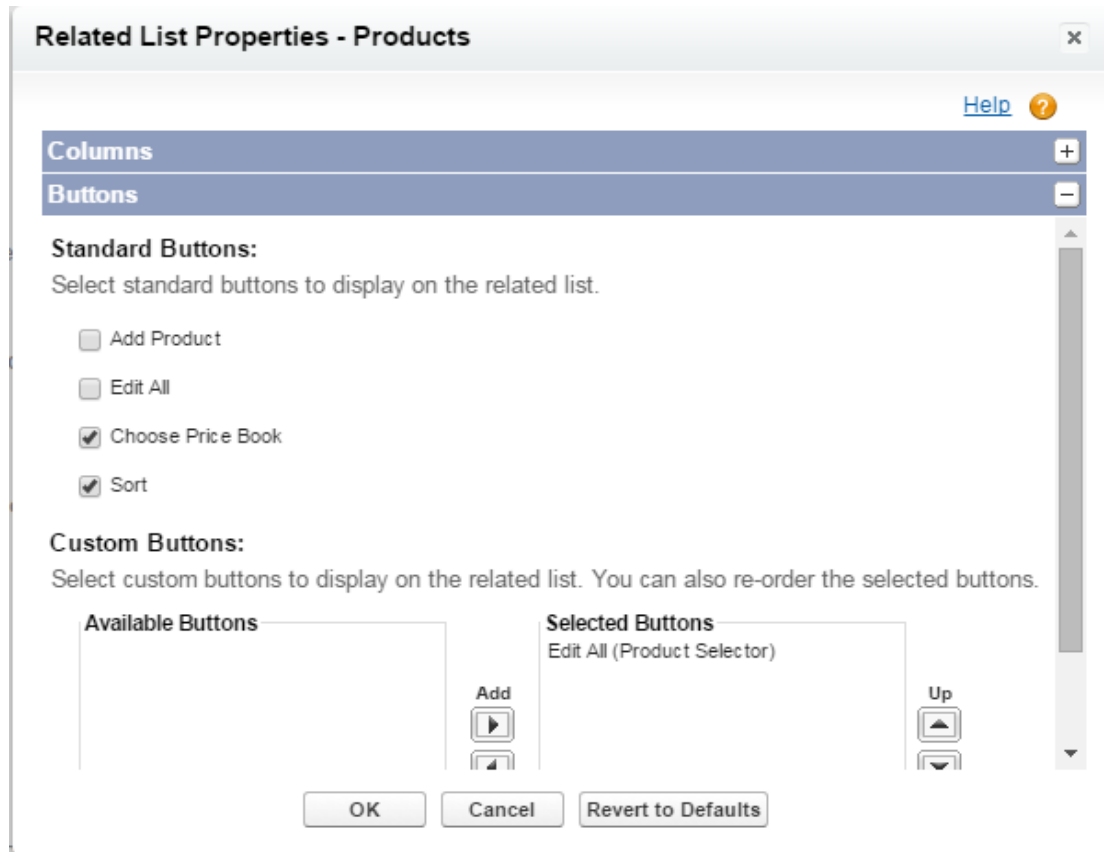 Related List Properties - Products
Help
Columns
Buttons
Standard Buttons:
Select standard buttons to display on the related list.
Add Product
Edit All
Choose Price Book
Sort
Custom Buttons:
Select custom buttons to display on the related list. You can also re-order the selected buttons.
Available Buttons
Selected Buttons
Edit All (Product Selector)
Add
Up
OK
Cancel
Revert to Defaults